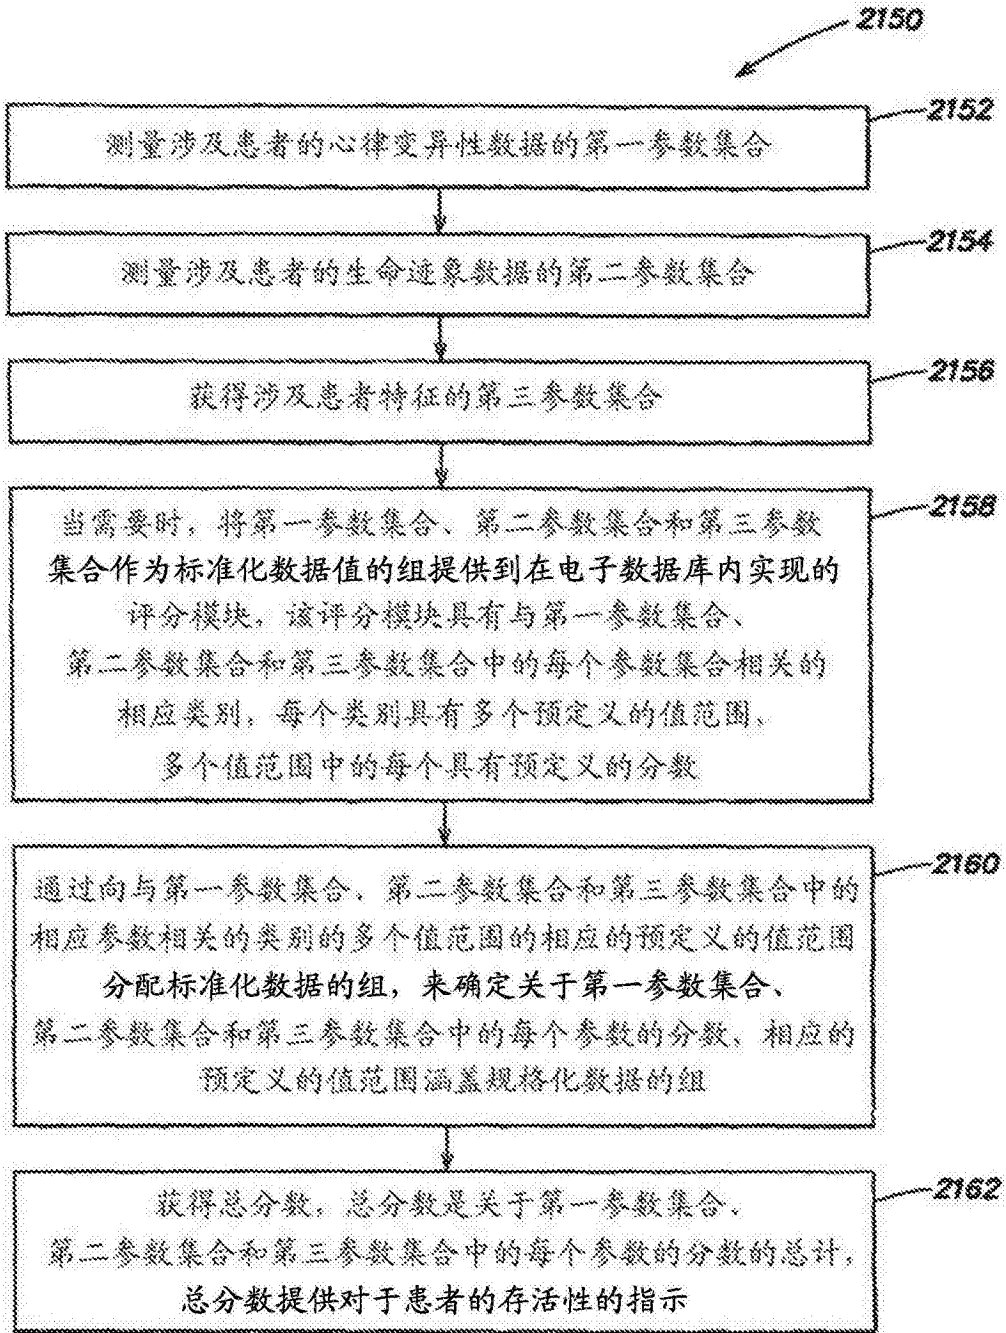 2150
2152
测量涉及患者的心律变异性数据的第一参数集合
2154
测量涉及患者的生命迹象数据的第二参数集合
2156
获得涉及患者特征的第三参数集合
2158
当需要时，将第一参数集合、第二参数集合和第三参数
集合作为标准化数据值的组提供到在电子数据库内实现的
评分模块，该评分模块具有与第一参数集合、
第二参数集合和第三参数集合中的每个参数集合相关的
相应类别，每个类别具有多个预定义的值范围，
多个值范围中的每个具有预定义的分数
2160
通过向与第一参数集合、第二参数集合和第三参数集合中的
相应参数相关的类别的多个值范围的相应的预定义的值范围
分配标准化数据的组，来确定关于第一参数集合、
第二参数集合和第三参数集合中的每个参数的分数，相应的
预定义的值范围涵盖规格化数据的组
2162
获得总分数，总分数是关于第一参数集合、
第二参数集合和第三参数集合中的每个参数的分数的总计，
总分数提供对于患者的存活性的指示